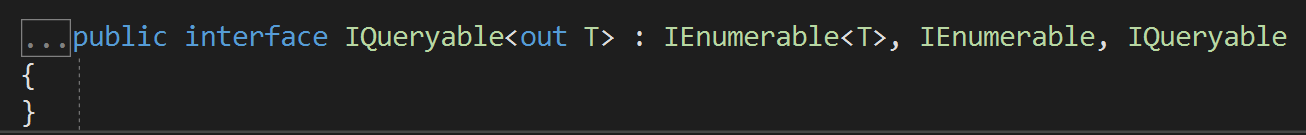 ...public interface IQueryable<out T> : IEnumerable<T>, IEnumerable, IQueryable
{
}